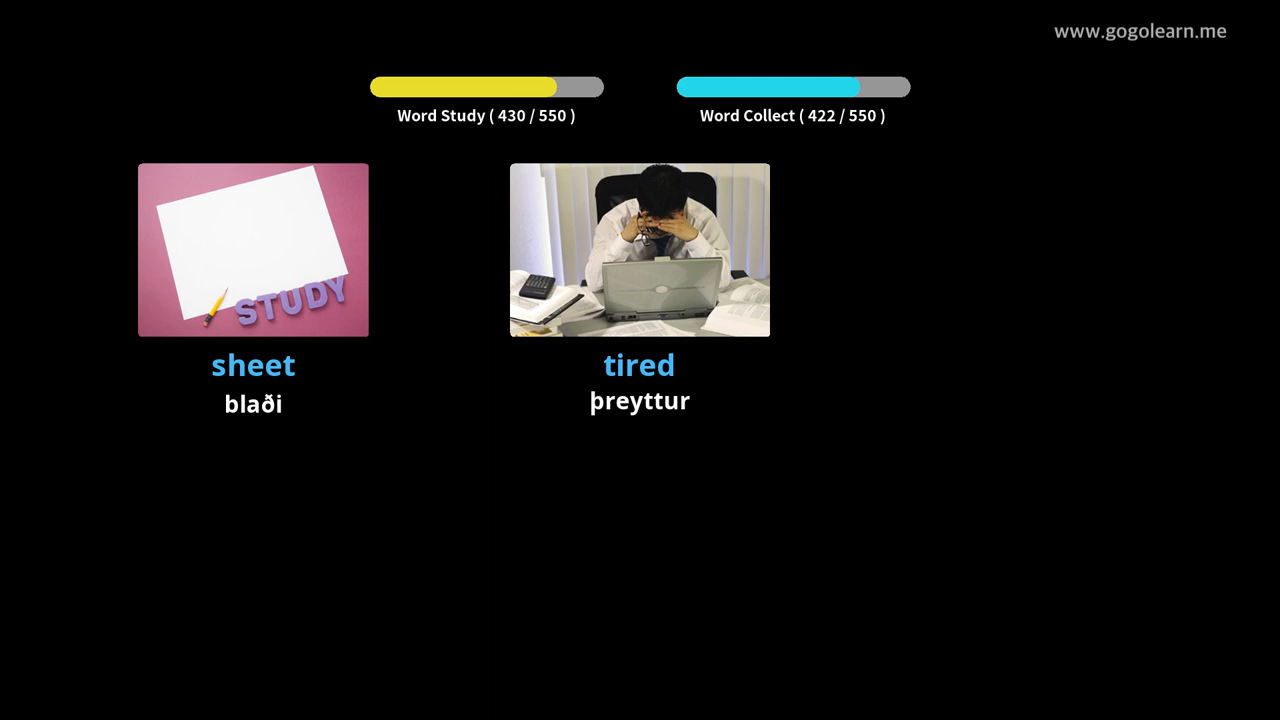 www.gogolearn.me
Word Study ( 430 / 550 )
Word Collect ( 422 / 550 )
STUDY
sheet
blaði
tired
þreyttur